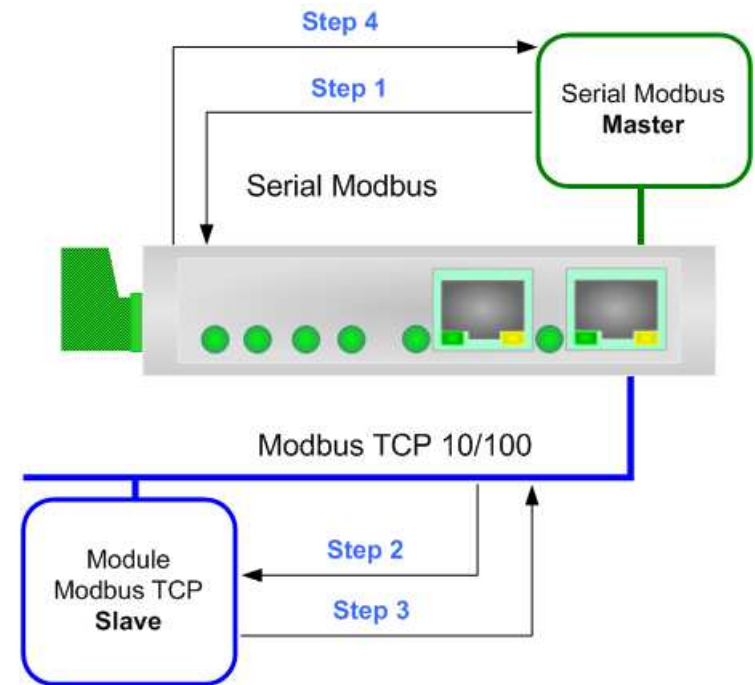 Step 4
Step 1
Serial Modbus
Master
Serial Modbus
Modbus TCP 10/100
Step 2
Module
Modbus TCP
Slave
Step 3